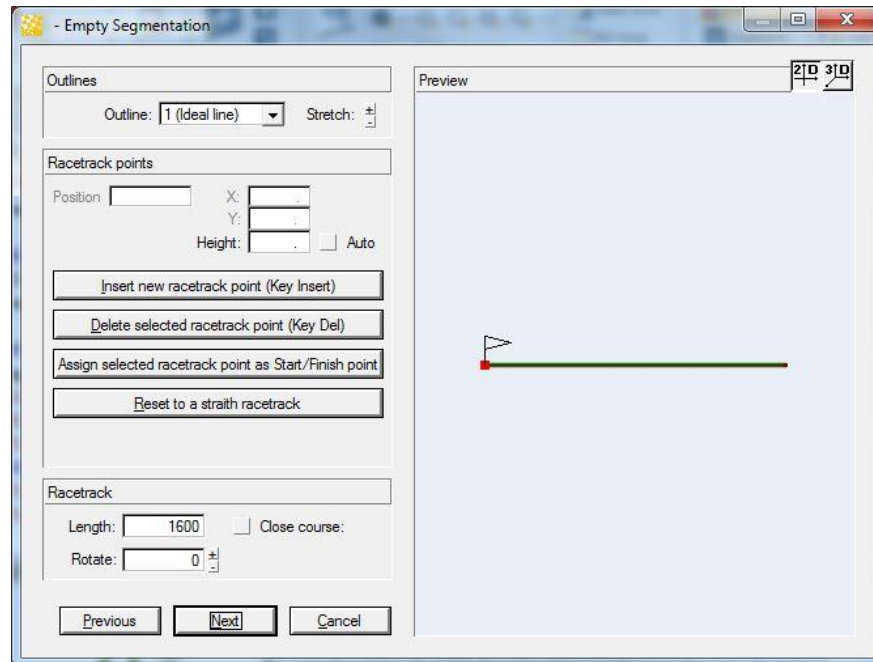 - Empty Segmentation
Outlines
Outline: 1 (Ideal line) Stretch: + -
Racetrack points
Position X: .
Y: .
Height: . Auto
Insert new racetrack point (Key Insert)
Delete selected racetrack point (Key Del)
Assign selected racetrack point as Start/Finish point
Reset to a straith racetrack
Racetrack
Length: 1600 Close course:
Rotate: 0 + -
Previous Next Cancel
Preview 2D 3D